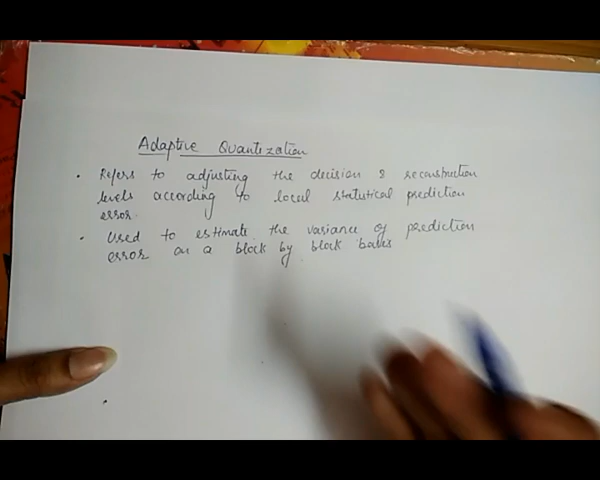 Adaptive Quantization
. Refers to adjusting the decision & reconstruction
levels according to local statistical prediction
error.
. Used to estimate the variance of prediction
error on a block by block basis.